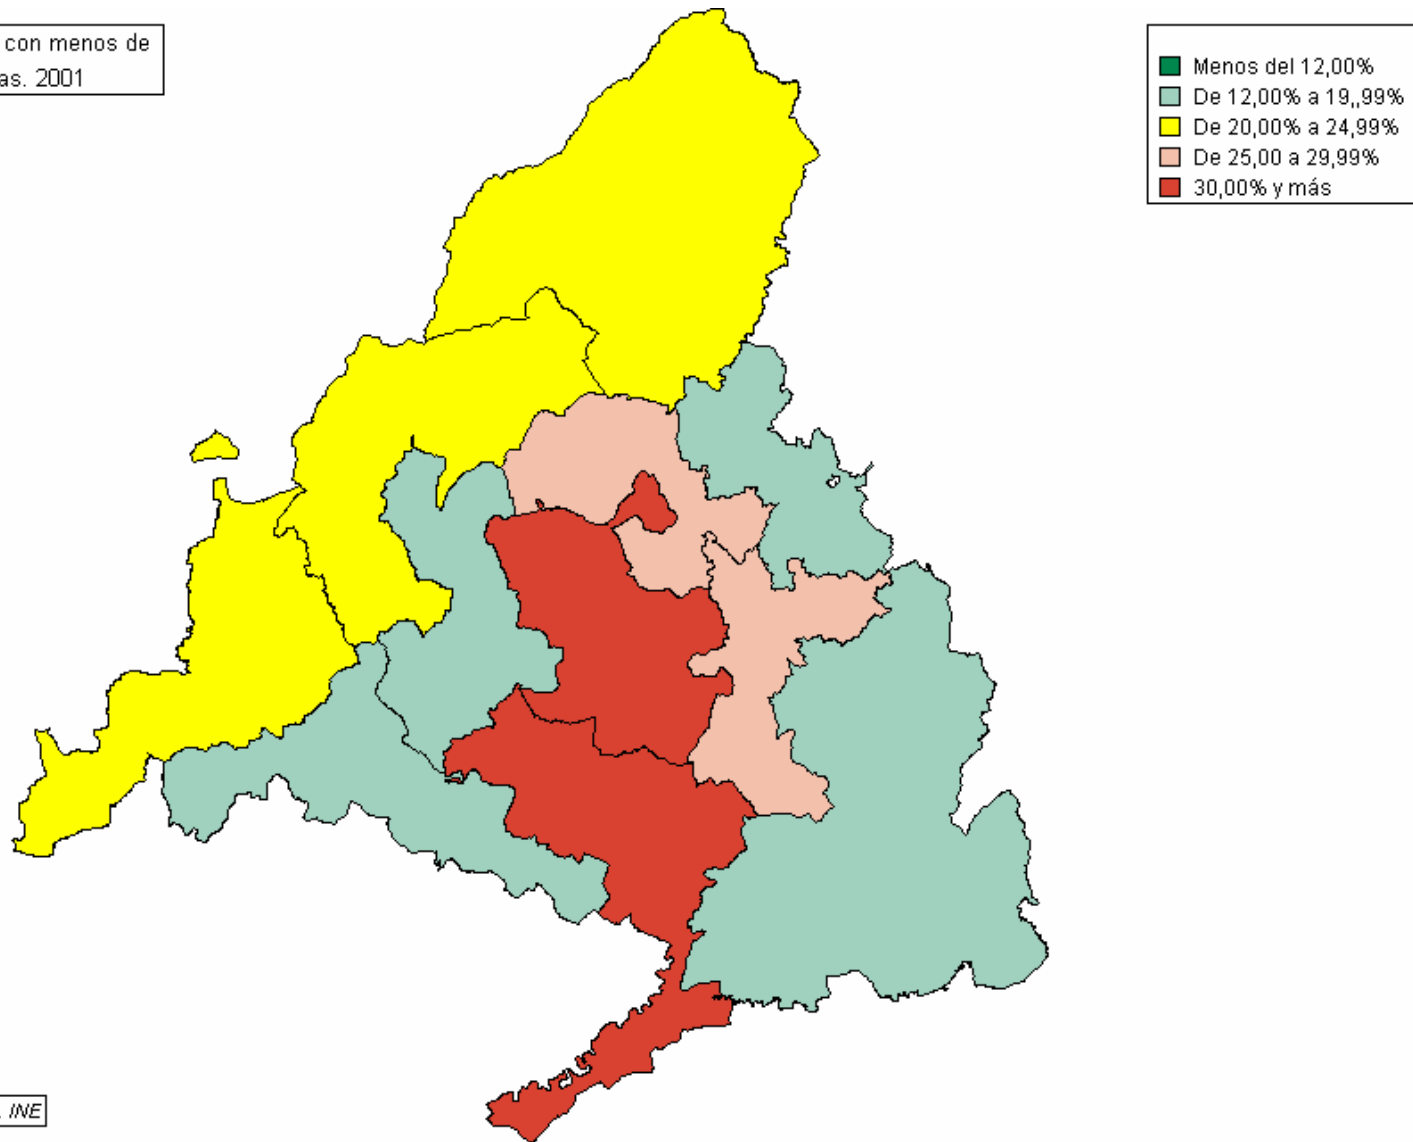 con menos de
as. 2001
Menos del 12,00%
De 12,00% a 19,,99%
De 20,00% a 24,99%
De 25,00 a 29,99%
30,00% y más
. INE